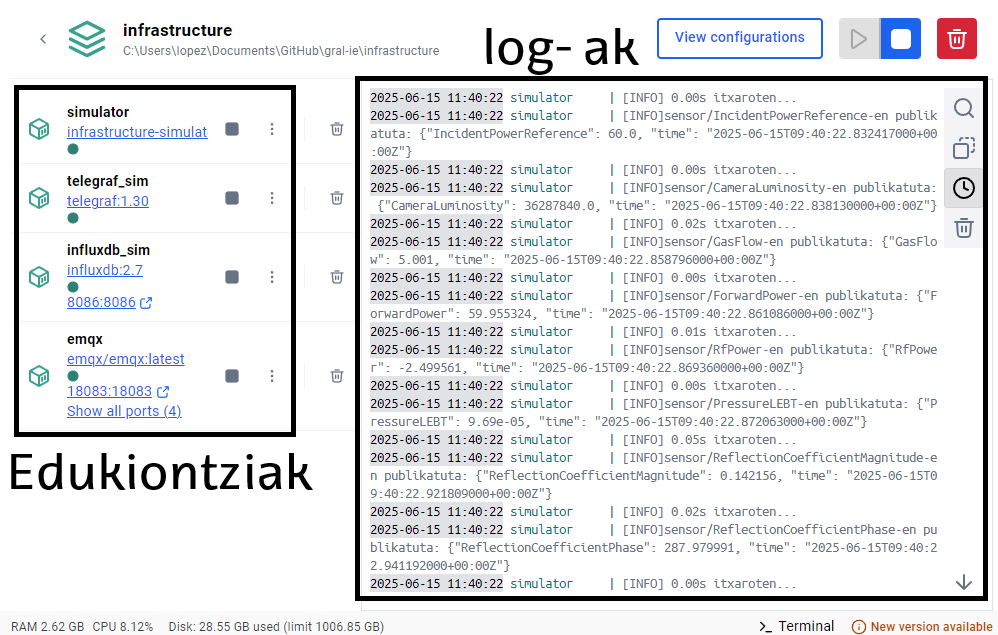 infrastructure
C:\Users\lopez\Documents\GitHub\gral-ie\infrastructure
log- ak
View configurations
simulator
infrastructure-simulat
telegraf_sim
telegraf:1.30
influxdb_sim
influxdb:2.7
8086:8086
emqx
emqx/emqx:latest
18083:18083
Show all ports (4)
Edukiontziak
2025-06-15 11:40:22 simulator | [INFO] 0.00s itxaroten...
2025-06-15 11:40:22 simulator | [INFO]sensor/IncidentPowerReference-en publik
atuta: {"IncidentPowerReference": 60.0, "time": "2025-06-15T09:40:22.832417000+00
:00Z"}
2025-06-15 11:40:22 simulator | [INFO] 0.00s itxaroten...
2025-06-15 11:40:22 simulator | [INFO]sensor/CameraLuminosity-en publikatuta:
{"CameraLuminosity": 36287840.0, "time": "2025-06-15T09:40:22.838130000+00:00Z"}
2025-06-15 11:40:22 simulator | [INFO] 0.02s itxaroten...
2025-06-15 11:40:22 simulator | [INFO]sensor/GasFlow-en publikatuta: {"GasFlo
w": 5.001, "time": "2025-06-15T09:40:22.858796000+00:00Z"}
2025-06-15 11:40:22 simulator | [INFO] 0.00s itxaroten...
2025-06-15 11:40:22 simulator | [INFO]sensor/ForwardPower-en publikatuta: {"F
orwardPower": 59.955324, "time": "2025-06-15T09:40:22.861086000+00:00Z"}
2025-06-15 11:40:22 simulator | [INFO] 0.01s itxaroten...
2025-06-15 11:40:22 simulator | [INFO]sensor/RfPower-en publikatuta: {"RfPowe
r": -2.499561, "time": "2025-06-15T09:40:22.869360000+00:00Z"}
2025-06-15 11:40:22 simulator | [INFO] 0.00s itxaroten...
2025-06-15 11:40:22 simulator | [INFO]sensor/PressureLEBT-en publikatuta: {"P
ressureLEBT": 9.69e-05, "time": "2025-06-15T09:40:22.872063000+00:00Z"}
2025-06-15 11:40:22 simulator | [INFO] 0.05s itxaroten...
2025-06-15 11:40:22 simulator | [INFO]sensor/ReflectionCoefficientMagnitude-e
n publikatuta: {"ReflectionCoefficientMagnitude": 0.142156, "time": "2025-06-15T0
9:40:22.921809000+00:00Z"}
2025-06-15 11:40:22 simulator | [INFO] 0.02s itxaroten...
2025-06-15 11:40:22 simulator | [INFO]sensor/ReflectionCoefficientPhase-en pu
blikatuta: {"ReflectionCoefficientPhase": 287.979991, "time": "2025-06-15T09:40:2
2.941192000+00:00Z"}
2025-06-15 11:40:22 simulator | [INFO] 0.00s itxaroten...
RAM 2.62 GB CPU 8.12% Disk: 28.55 GB used (limit 1006.85 GB)
>_ Terminal
New version available